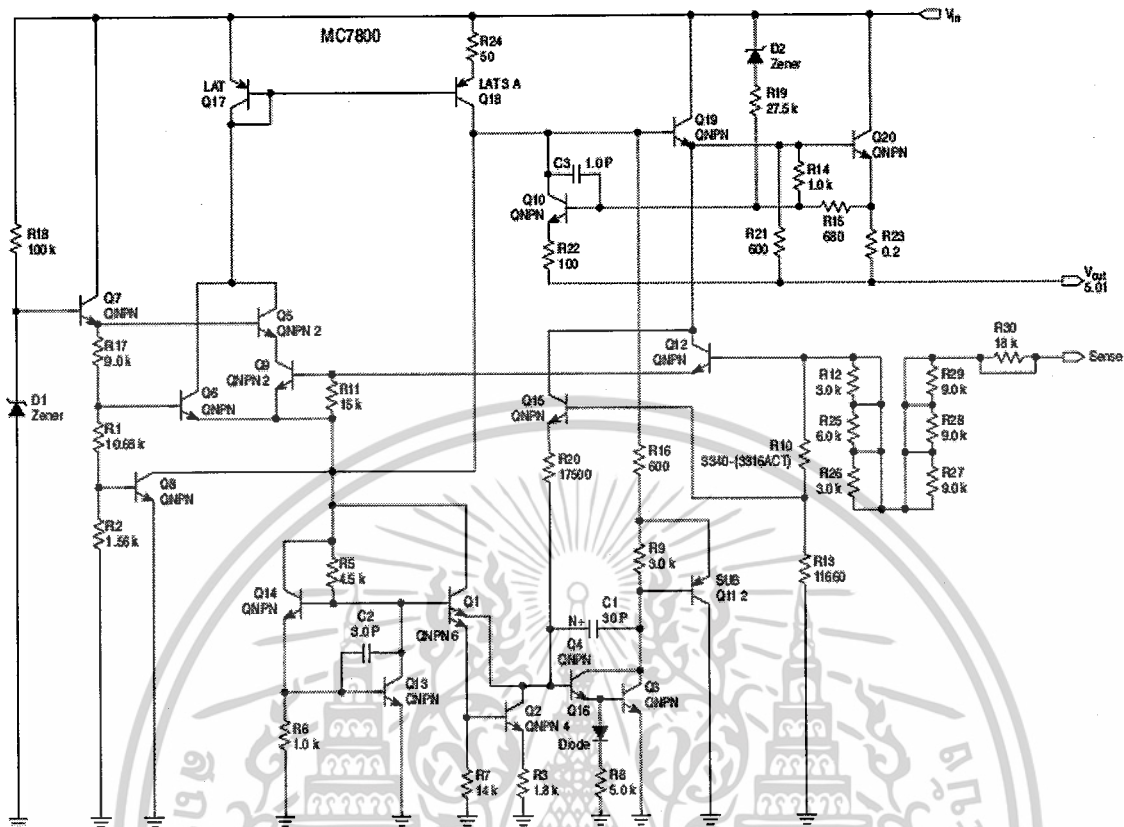 MC7800
Vin
R24
50
D2
Zener
LAT
Q17
LAT 3 A
Q18
R19
27.5 k
Q19
QNPN
Q20
QNPN
C3
1.0 P
R14
1.0 k
Q10
QNPN
R18
100 k
R21
600
R15
680
R23
0.2
R22
100
Vout
5.01
Q7
QNPN
Q5
QNPN 2
R17
9.0 k
R30
18 k
Sense
Q9
QNPN 2
Q12
QNPN
R12
3.0 k
R29
9.0 k
D1
Zener
Q6
QNPN
R11
15 k
Q15
QNPN
R1
10.66 k
R25
6.0 k
R28
9.0 k
R10
3340-(3316ACT)
R16
600
R20
17500
R26
3.0 k
R27
9.0 k
Q8
QNPN
R2
1.56 k
R9
3.0 k
SUB
Q11 2
R13
11660
R5
4.5 k
Q14
QNPN
Q1
QNPN 6
C1
30 P
N+
C2
3.0 P
Q4
QNPN
Q13
QNPN
Q3
QNPN
Q2
QNPN 4
Q16
R6
1.0 k
Diode
R7
14 k
R3
1.8 k
R8
5.0 k